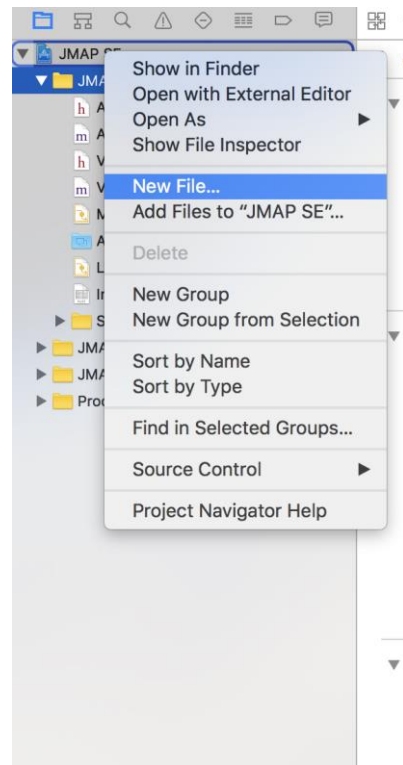 JMAP SE
JMA
Show in Finder
Open with External Editor
Open As
Show File Inspector
New File...
Add Files to “JMAP SE”...
Delete
New Group
New Group from Selection
Sort by Name
Sort by Type
Find in Selected Groups...
Source Control
Project Navigator Help
h A
m A
h V
m V
M
A
L
In
S
JMA
JMA
Proc